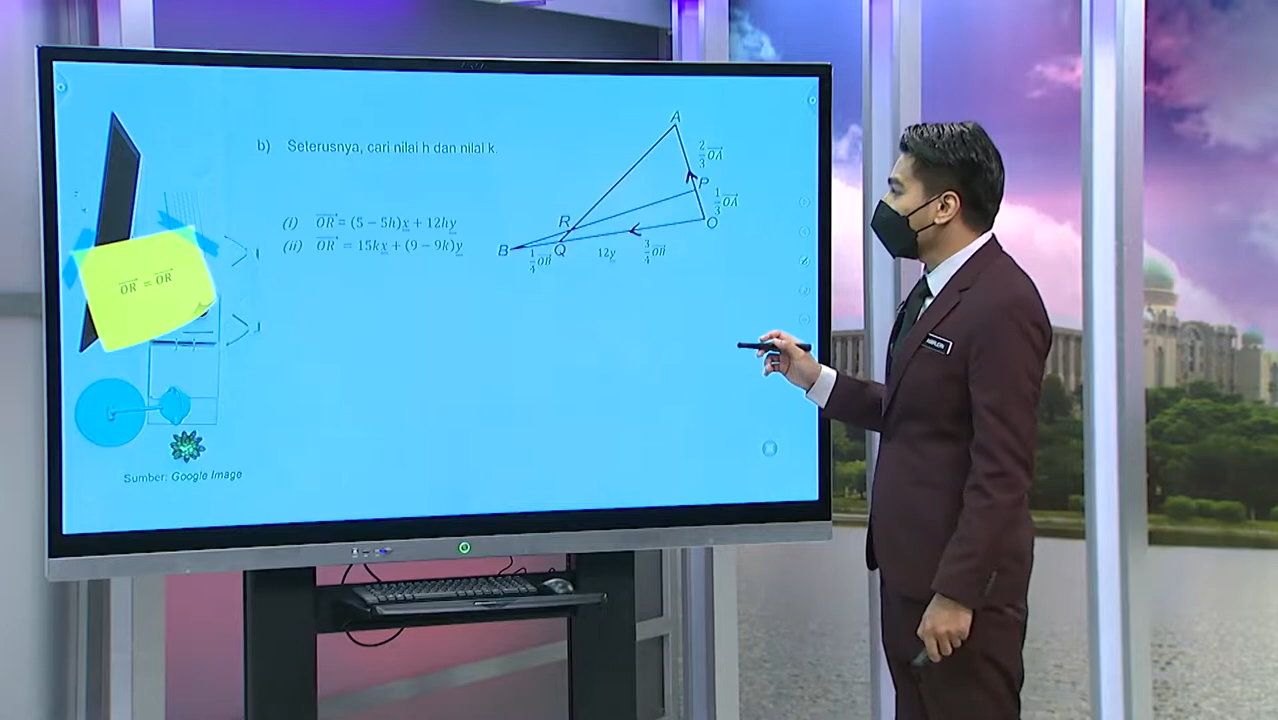 b) Seterusnya, cari nilai h dan nilai k.
(i) OR = (5 − 5h)x + 12hy
(ii) OR = 15kx + (9 − 9k)y
OR = OR
A
2/3 OA
P
1/3 OA
O
R
B
Q
1/4 OB
12y
3/4 OB
Sumber: Google Image